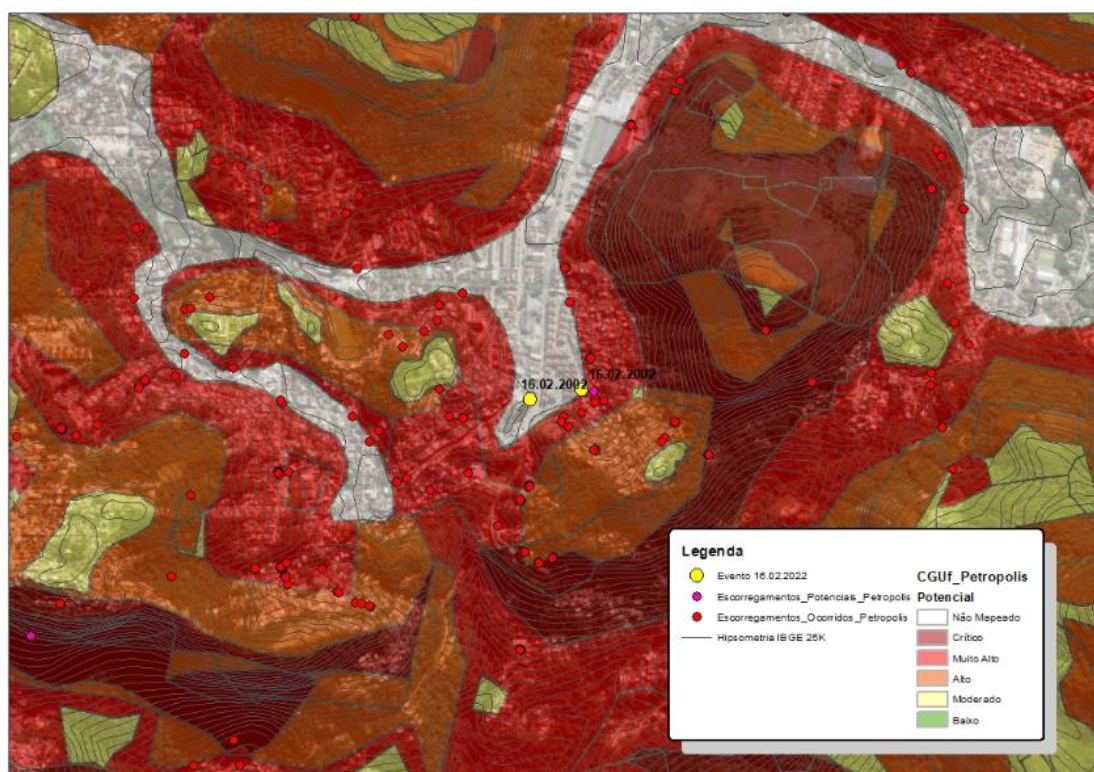 16.02.2002
16.02.2002
Legenda
Evento 16.02.2022
Escorregamentos_Potenciais_Petropolis
Escorregamentos_Ocorridos_Petropolis
Hipsometria IBGE 25K
CGUf_Petropolis
Potencial
Não Mapeado
Crítico
Muito Alto
Alto
Moderado
Baixo